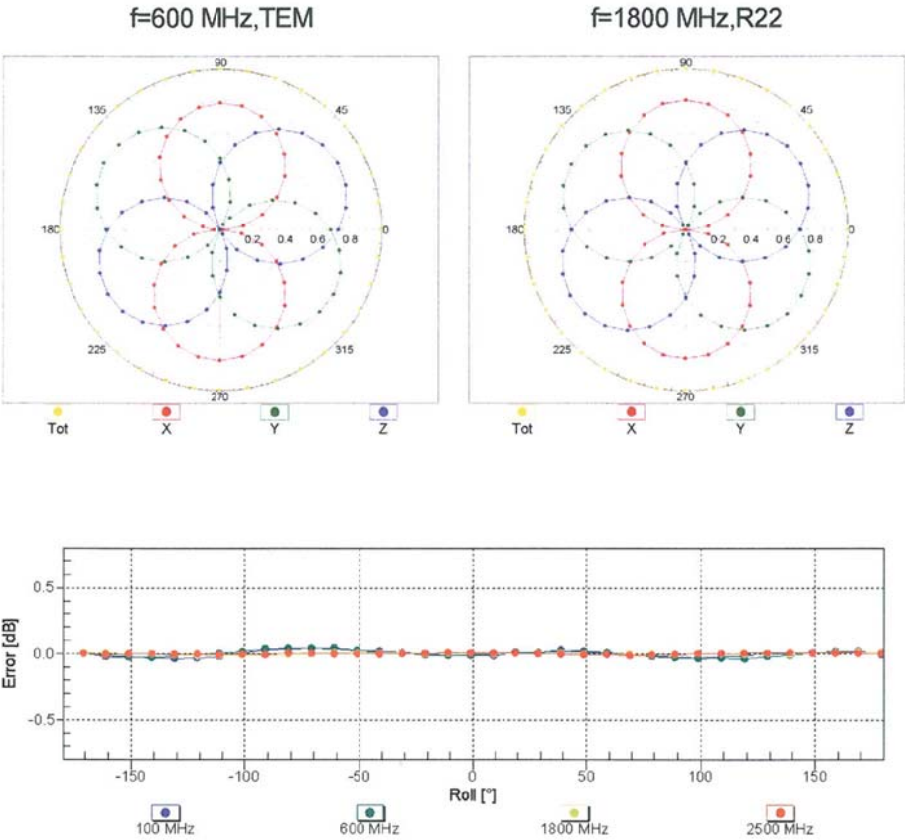 f=600 MHz,TEM
f=1800 MHz,R22
90
135
45
180
0.2 0.4 0.6 0.8
0
225
315
270
Tot X Y Z
90
135
45
180
0.2 0.4 0.6 0.8
0
225
315
270
Tot X Y Z
Error [dB]
0.5
0.0
-0.5
-150 -100 -50 0 50 100 150
Roll [°]
100 MHz 600 MHz 1800 MHz 2500 MHz